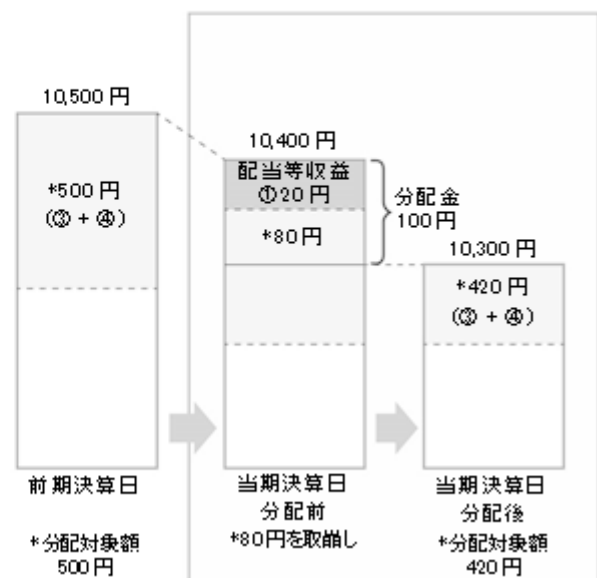 10,500 円
*500 円
(③ + ④)
前期決算日
*分配対象額
500 円
10,400 円
配当等収益
①20 円
*80 円
分配金
100 円
当期決算日
分配前
*80円を取崩し
10,300 円
*420 円
(③ + ④)
当期決算日
分配後
*分配対象額
420 円